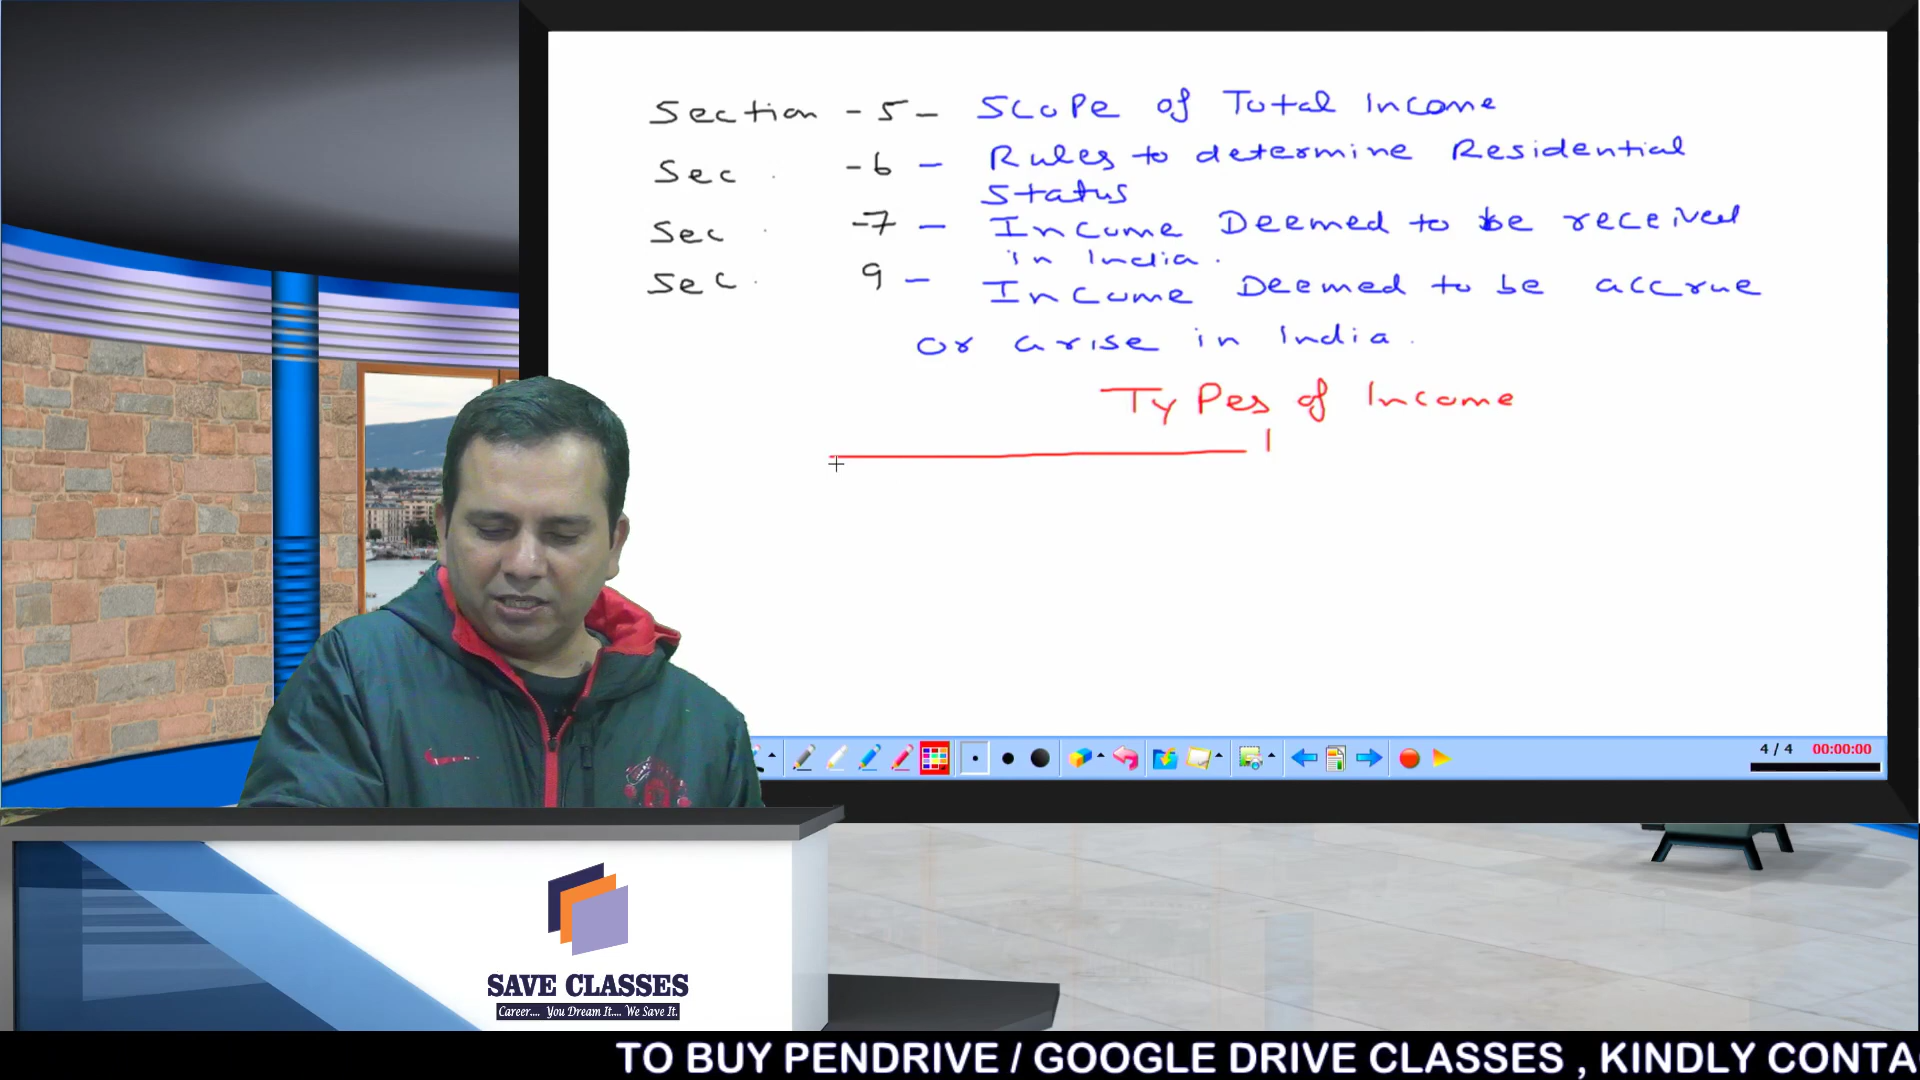 Section - 5 - Scope of Total Income
Sec - 6 - Rules to determine Residential
Status
Sec - 7 - Income Deemed to be received
in India.
Sec 9 - Income Deemed to be accrue
or arise in India.
Types of Income
4 / 4 00:00:00
SAVE CLASSES
Career.... You Dream It.... We Save It.
TO BUY PENDRIVE / GOOGLE DRIVE CLASSES , KINDLY CONTA